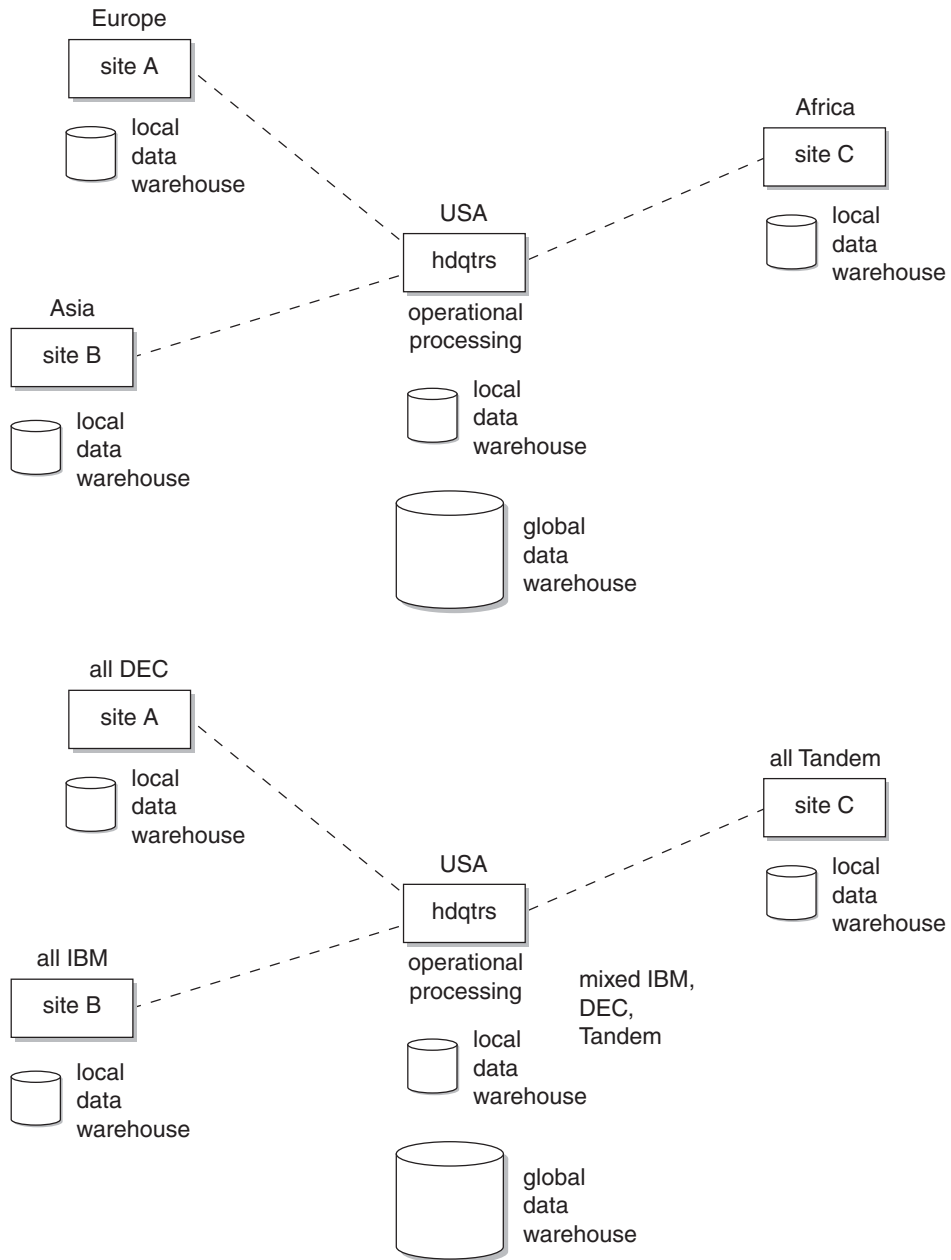 Europe
site A
local
data
warehouse
Africa
site C
local
data
warehouse
USA
hdqtrs
operational
processing
local
data
warehouse
Asia
site B
local
data
warehouse
global
data
warehouse
all DEC
site A
local
data
warehouse
all Tandem
site C
local
data
warehouse
USA
hdqtrs
operational
processing
mixed IBM,
DEC,
Tandem
local
data
warehouse
all IBM
site B
local
data
warehouse
global
data
warehouse